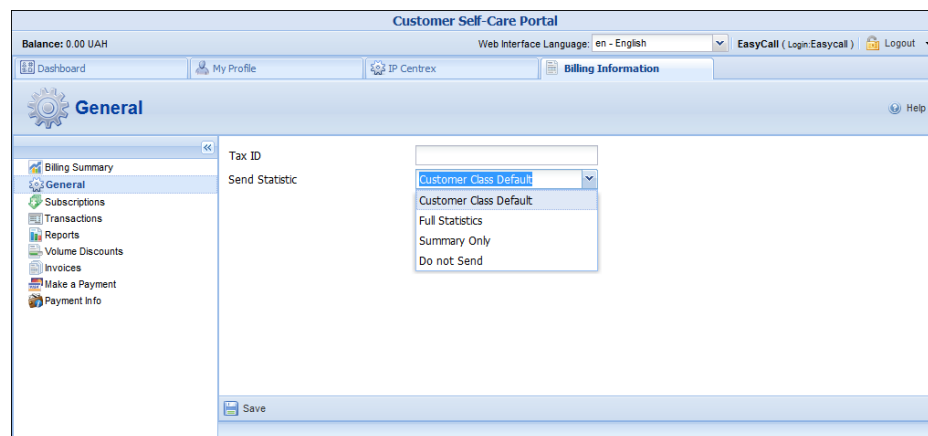 Customer Self-Care Portal
Balance: 0.00 UAH Web Interface Language: en - English EasyCall ( Login:Easycall ) Logout
Dashboard My Profile IP Centrex Billing Information
General Help
Billing Summary
General
Subscriptions
Transactions
Reports
Volume Discounts
Invoices
Make a Payment
Payment Info
Tax ID
Send Statistic Customer Class Default
Customer Class Default
Full Statistics
Summary Only
Do not Send
Save